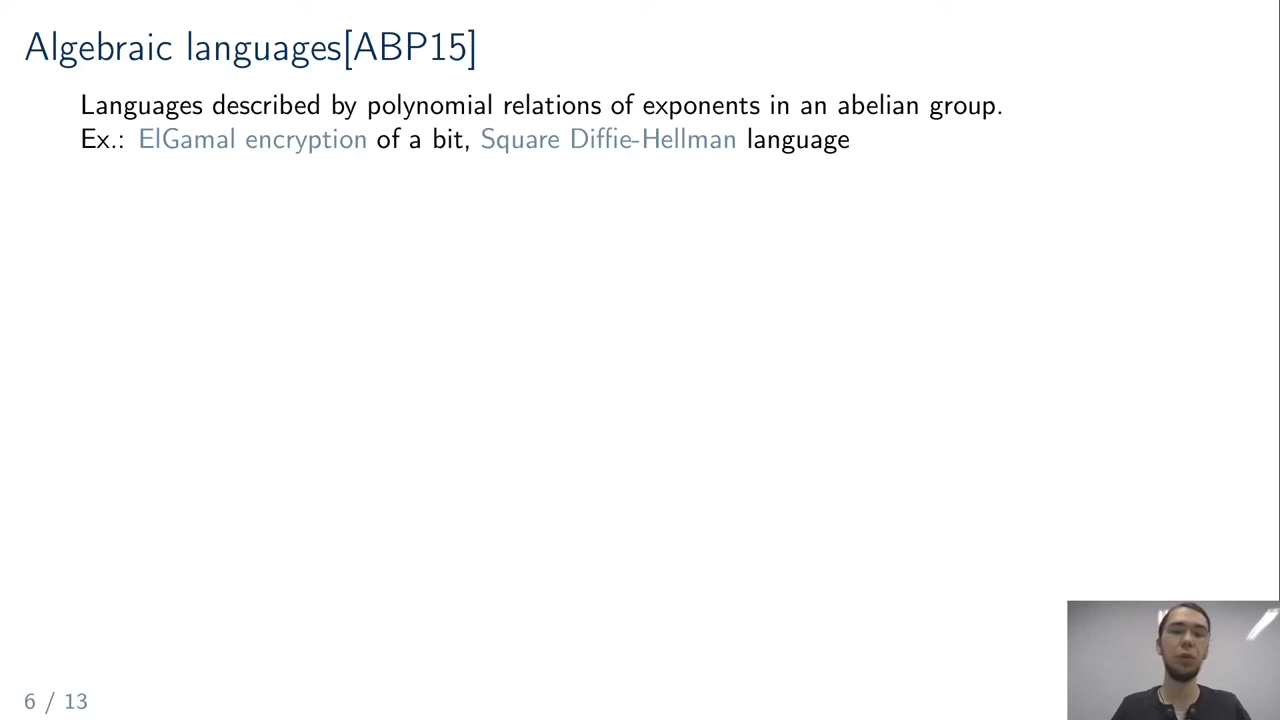 Algebraic languages[ABP15]
Languages described by polynomial relations of exponents in an abelian group.
Ex.: ElGamal encryption of a bit, Square Diffie-Hellman language
6 / 13